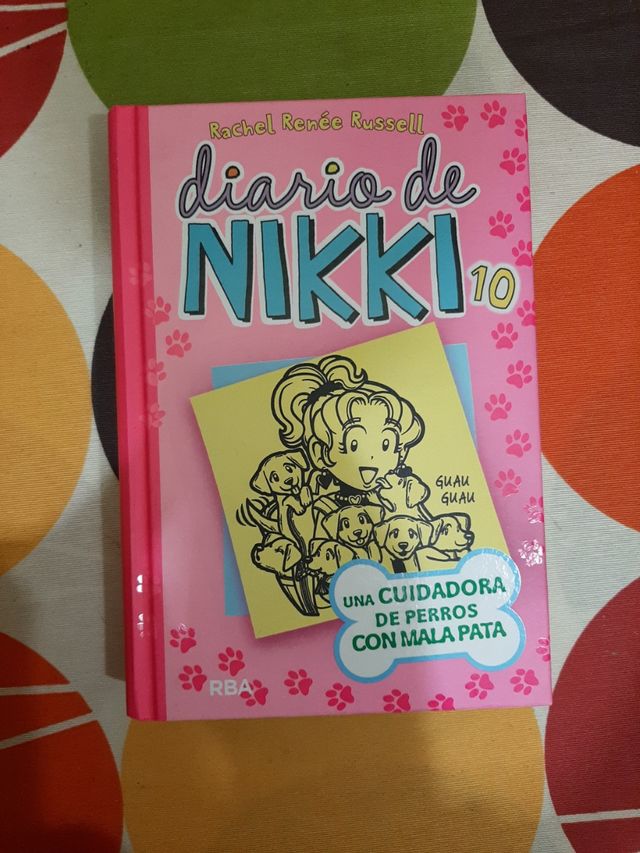 Rachel Renée Russell
diario de
NIKKI 10
GUAU
GUAU
UNA CUIDADORA
DE PERROS
CON MALA PATA
RBA